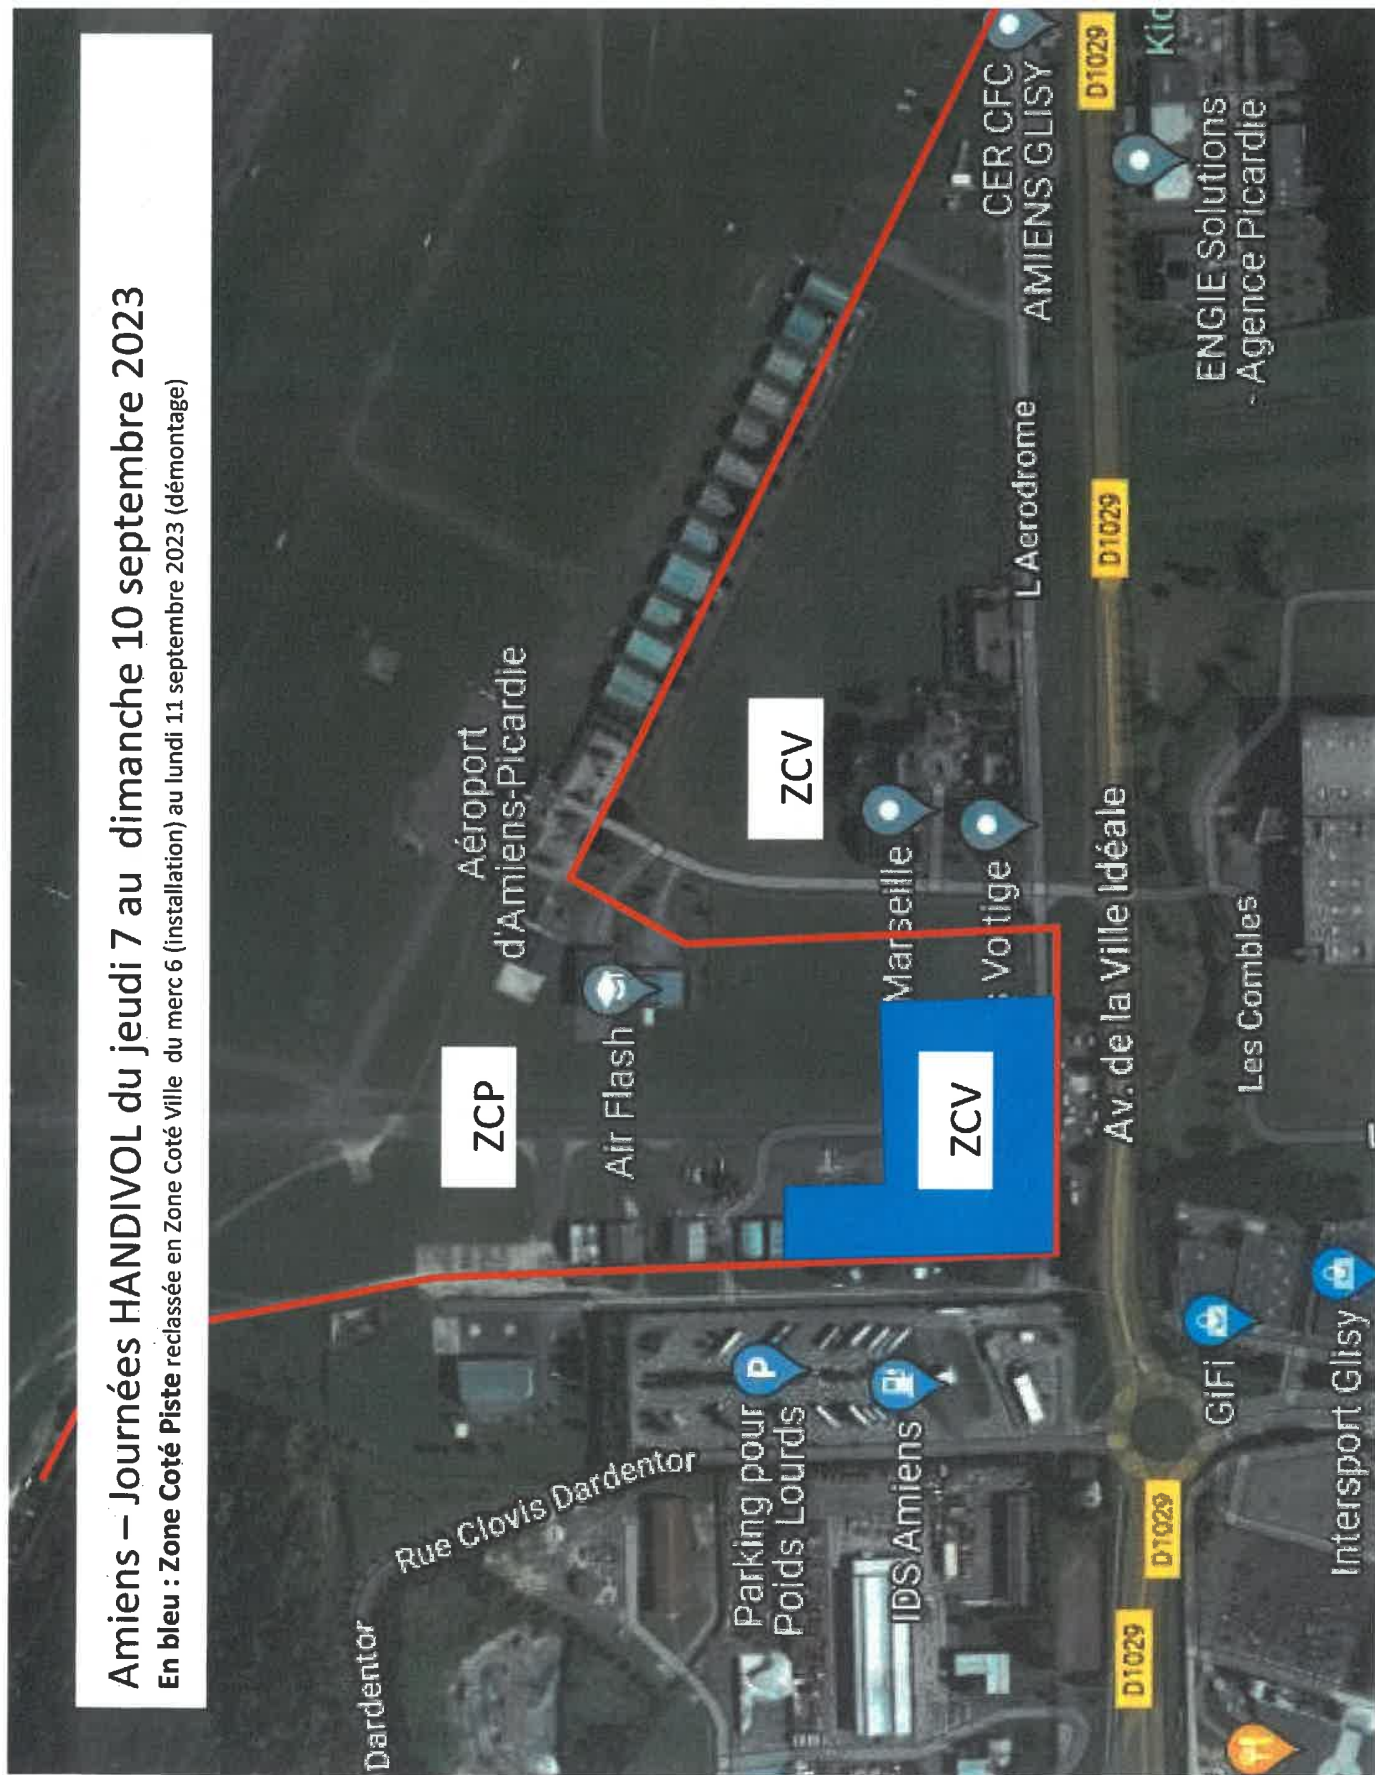 Amiens – Journées HANDIVOL du jeudi 7 au dimanche 10 septembre 2023
En bleu : Zone Coté Piste reclassée en Zone Coté Ville du merc 6 (installation) au lundi 11 septembre 2023 (démontage)
Dardentor
Rue Clovis Dardentor
ZCP
Aéroport
d'Amiens-Picardie
Air Flash
Parking pour
Poids Lourds
P
ZCV
Marseille
IDS Amiens
ZCV
s Voltige
L'Aerodrome
CER CFC
AMIENS GLISY
D1029
D1029
Av. de la Ville Idéale
D1029
D1029
Kio
ENGIE Solutions
- Agence Picardie
GiFi
Les Combles
Intersport Glisy